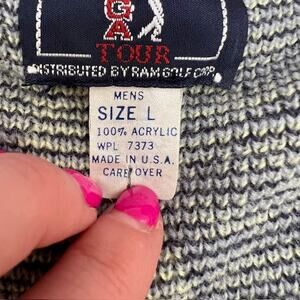 GA
TOUR
DISTRIBUTED BY RAM GOLF CORP.
MENS
SIZE L
100% ACRYLIC
WPL 7373
MADE IN U.S.A.
CARE OVER